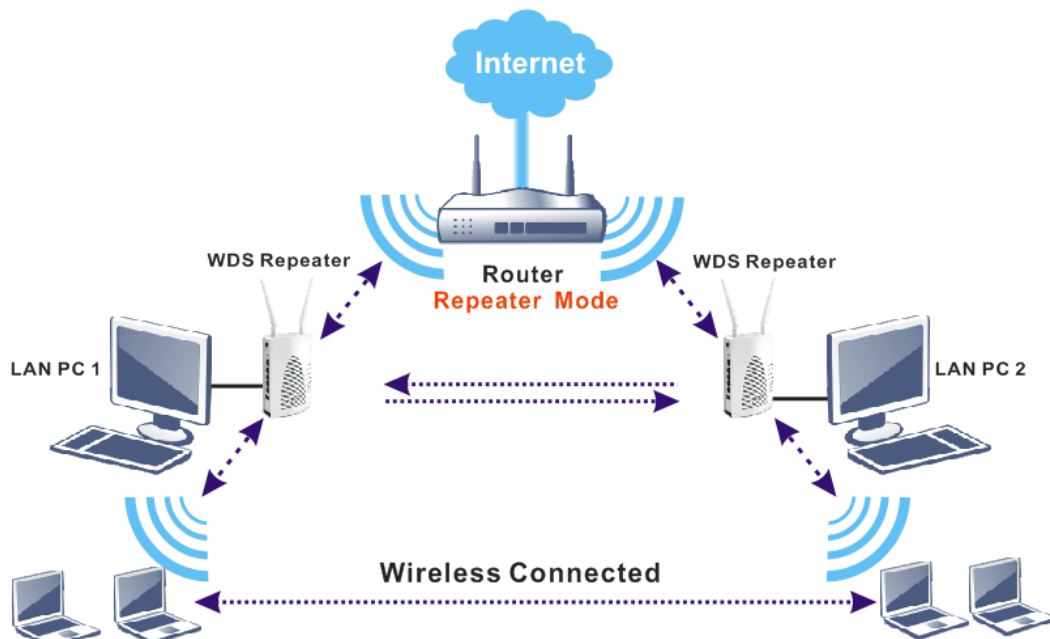 Internet
WDS Repeater
WDS Repeater
Router
Repeater Mode
LAN PC 1
LAN PC 2
Wireless Connected